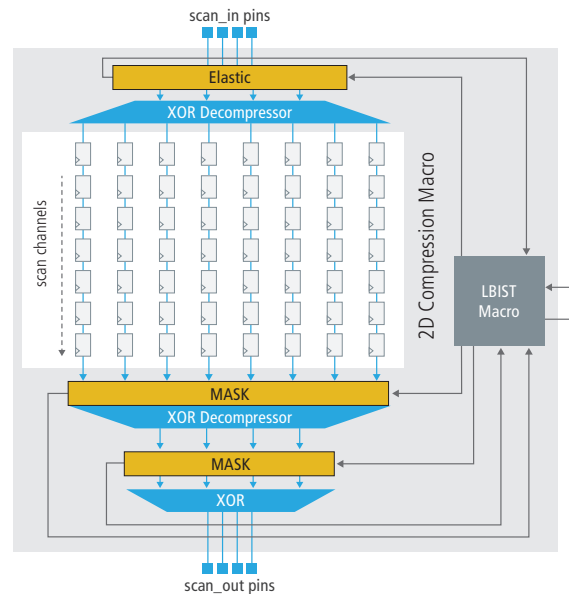 scan_in pins
Elastic
XOR Decompressor
scan channels
2D Compression Macro
LBIST
Macro
MASK
XOR Decompressor
MASK
XOR
scan_out pins